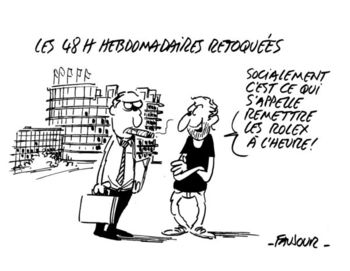 LES 48 H HEBDOMADAIRES RETOQUÉES
SOCIALEMENT
C'EST CE QUI
S'APPELLE
REMETTRE
LES ROLEX
À L'HEURE!
-FAUJOUR-